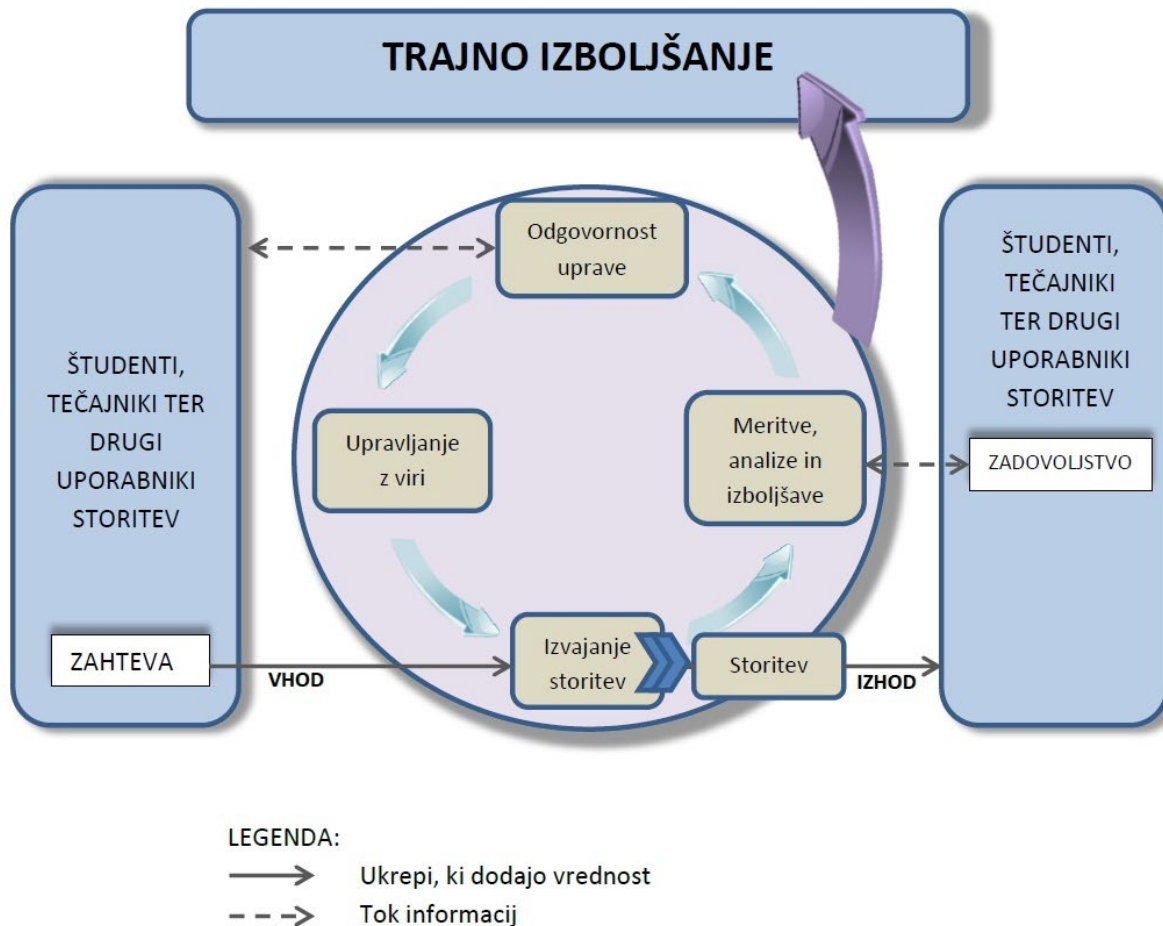 TRAJNO IZBOLJŠANJE
ŠTUDENTI,
TEČAJNIKI TER
DRUGI
UPORABNIKI
STORITEV
ZAHTEVA
VHOD
Odgovornost
uprave
Upravljanje
z viri
Izvajanje
storitev
Storitev
Meritve,
analize in
izboljšave
IZHOD
ŠTUDENTI,
TEČAJNIKI
TER DRUGI
UPORABNIKI
STORITEV
ZADOVOLJSTVO
LEGENDA:
Ukrepi, ki dodajo vrednost
Tok informacij